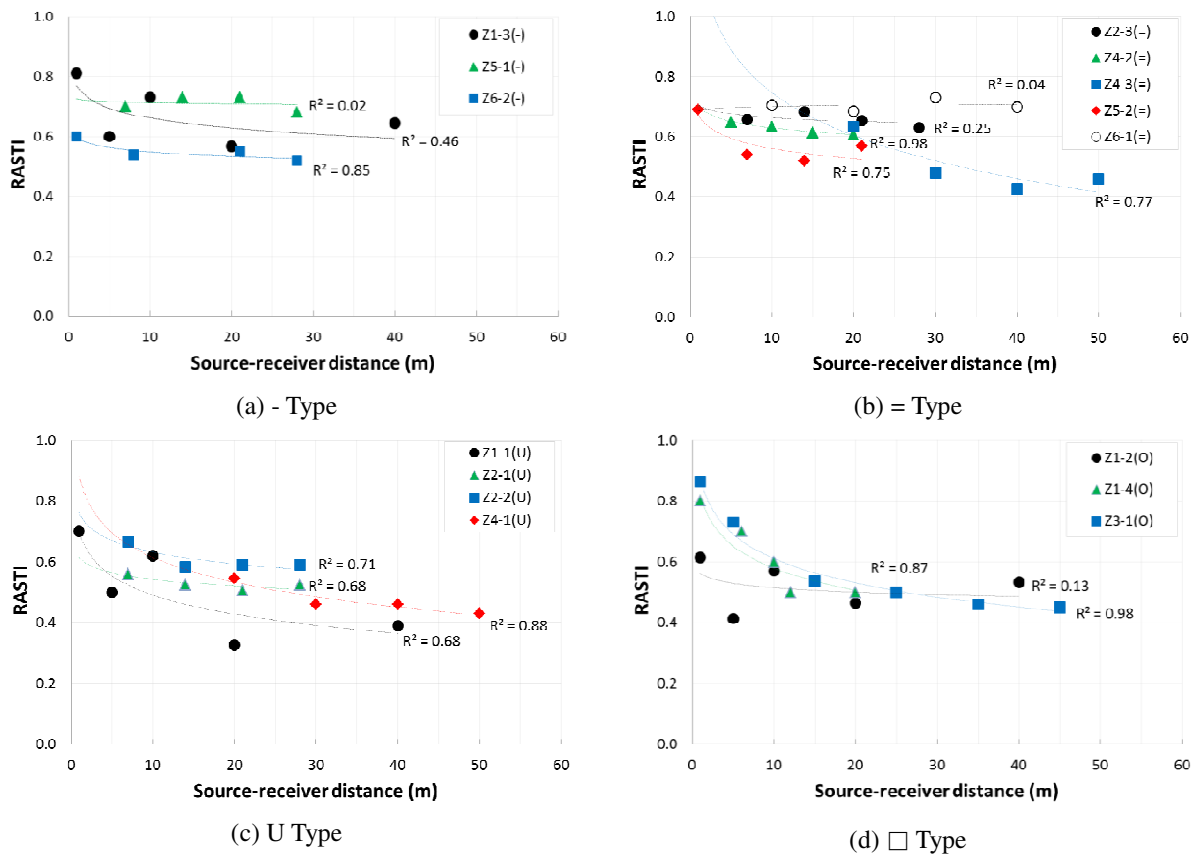 1.0
0.8
0.6
0.4
0.2
0.0
RASTI
Z1-3(-)
Z5-1(-)
Z6-2(-)
R² = 0.02
R² = 0.46
R² = 0.85
0 10 20 30 40 50 60
Source-receiver distance (m)
(a) - Type
1.0
0.8
0.6
0.4
0.2
0.0
RASTI
Z2-3(=)
Z4-2(=)
Z4-3(=)
Z5-2(=)
Z6-1(=)
R² = 0.04
R² = 0.25
R² = 0.98
R² = 0.75
R² = 0.77
0 10 20 30 40 50 60
Source-receiver distance (m)
(b) = Type
1.0
0.8
0.6
0.4
0.2
0.0
RASTI
Z1-1(U)
Z2-1(U)
Z2-2(U)
Z4-1(U)
R² = 0.71
R² = 0.68
R² = 0.88
R² = 0.68
0 10 20 30 40 50 60
Source-receiver distance (m)
(c) U Type
1.0
0.8
0.6
0.4
0.2
0.0
RASTI
Z1-2(O)
Z1-4(O)
Z3-1(O)
R² = 0.87
R² = 0.13
R² = 0.98
0 10 20 30 40 50 60
Source-receiver distance (m)
(d) □ Type